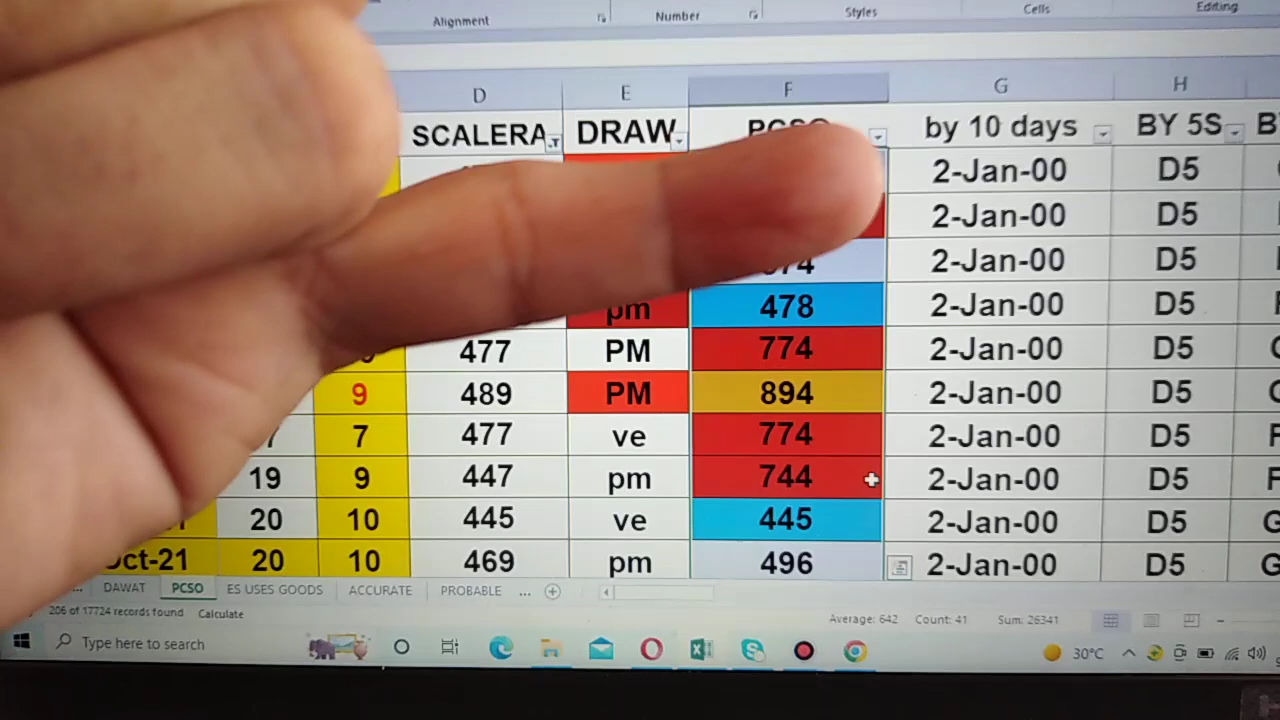 Alignment Number Styles Cells Editing
D E F G H
SCALERA DRAW PCSO by 10 days BY 5S
2-Jan-00 D5
2-Jan-00 D5
2-Jan-00 D5
pm 478 2-Jan-00 D5
477 PM 774 2-Jan-00 D5
9 489 PM 894 2-Jan-00 D5
7 477 ve 774 2-Jan-00 D5
19 9 447 pm 744 2-Jan-00 D5
20 10 445 ve 445 2-Jan-00 D5
Oct-21 20 10 469 pm 496 2-Jan-00 D5
... DAWAT PCSO ES USES GOODS ACCURATE PROBABLE ...
206 of 17724 records found Calculate Average: 642 Count: 41 Sum: 26341
Type here to search 30°C